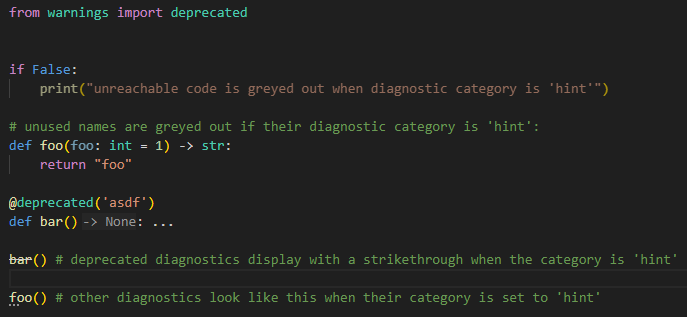 from warnings import deprecated
if False:
    print("unreachable code is greyed out when diagnostic category is 'hint'")
# unused names are greyed out if their diagnostic category is 'hint':
def foo(foo: int = 1) -> str:
    return "foo"
@deprecated('asdf')
def bar() -> None: ...
bar() # deprecated diagnostics display with a strikethrough when the category is 'hint'
foo() # other diagnostics look like this when their category is set to 'hint'